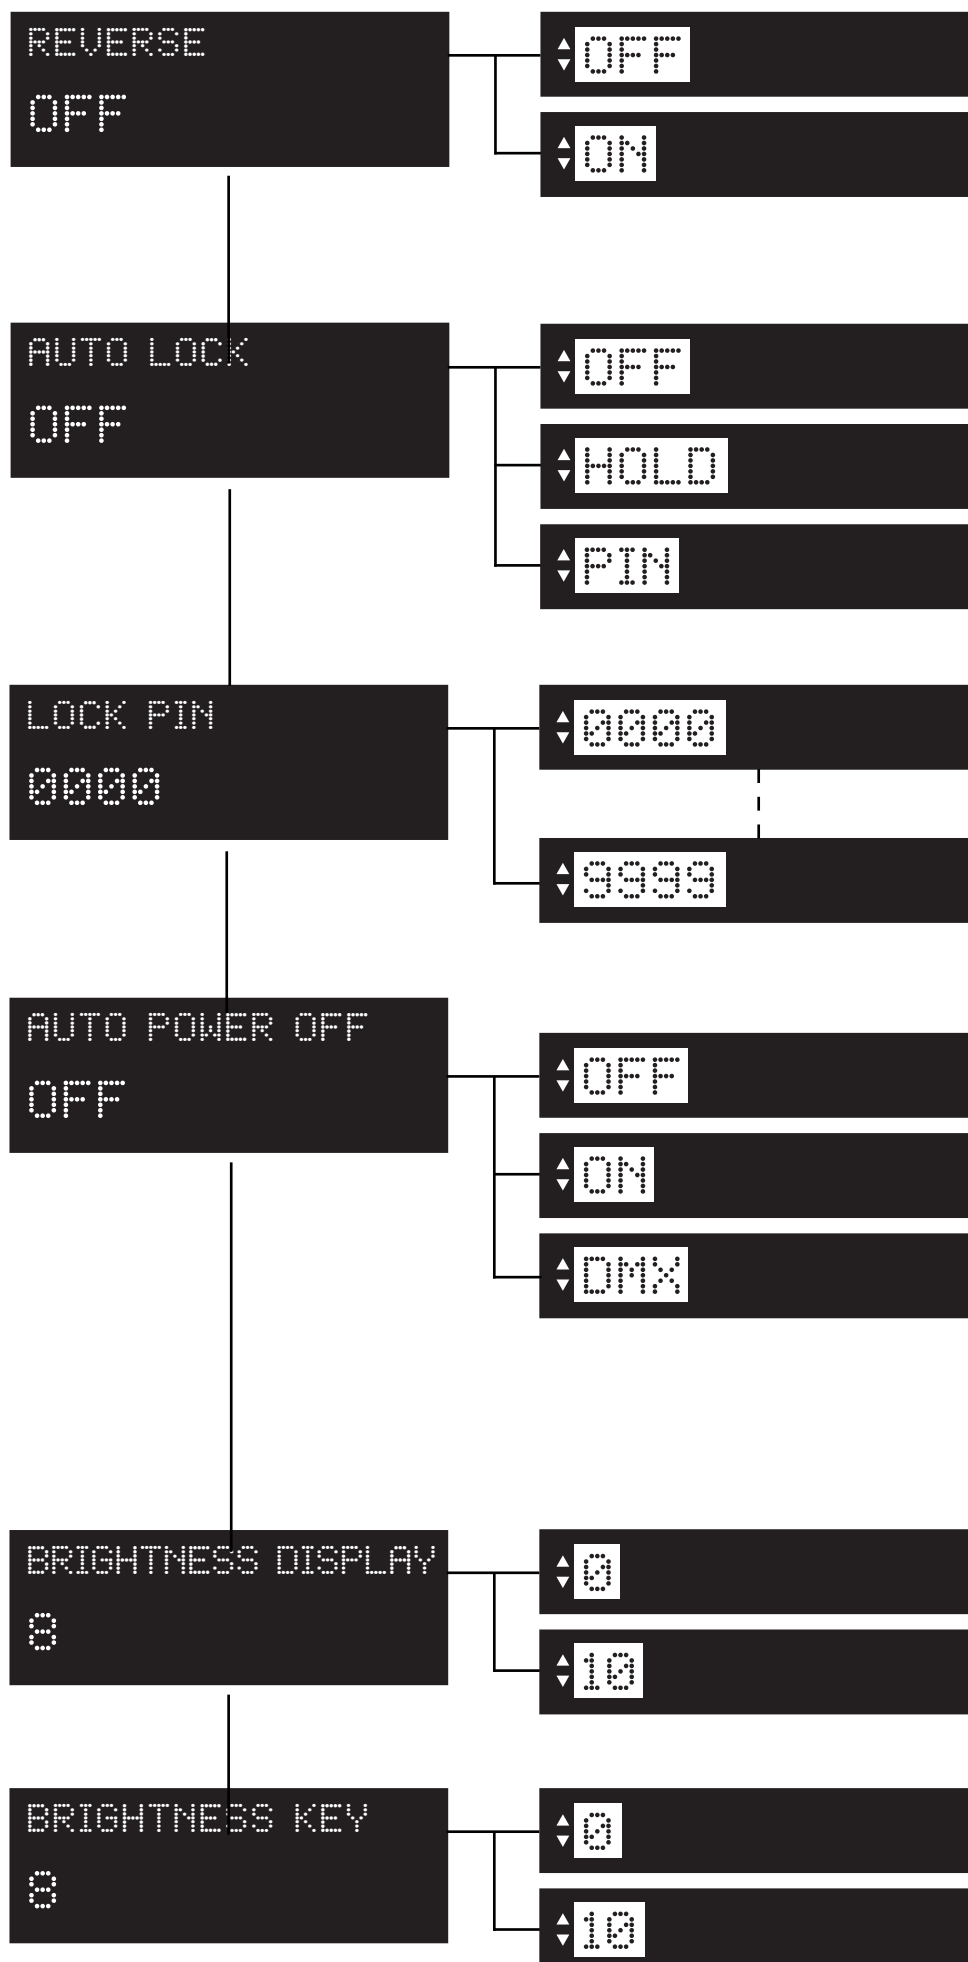 REVERSE
OFF
OFF
ON
AUTO LOCK
OFF
OFF
HOLD
PIN
LOCK PIN
0000
0000
9999
AUTO POWER OFF
OFF
OFF
ON
DMX
BRIGHTNESS DISPLAY
8
0
10
BRIGHTNESS KEY
8
0
10